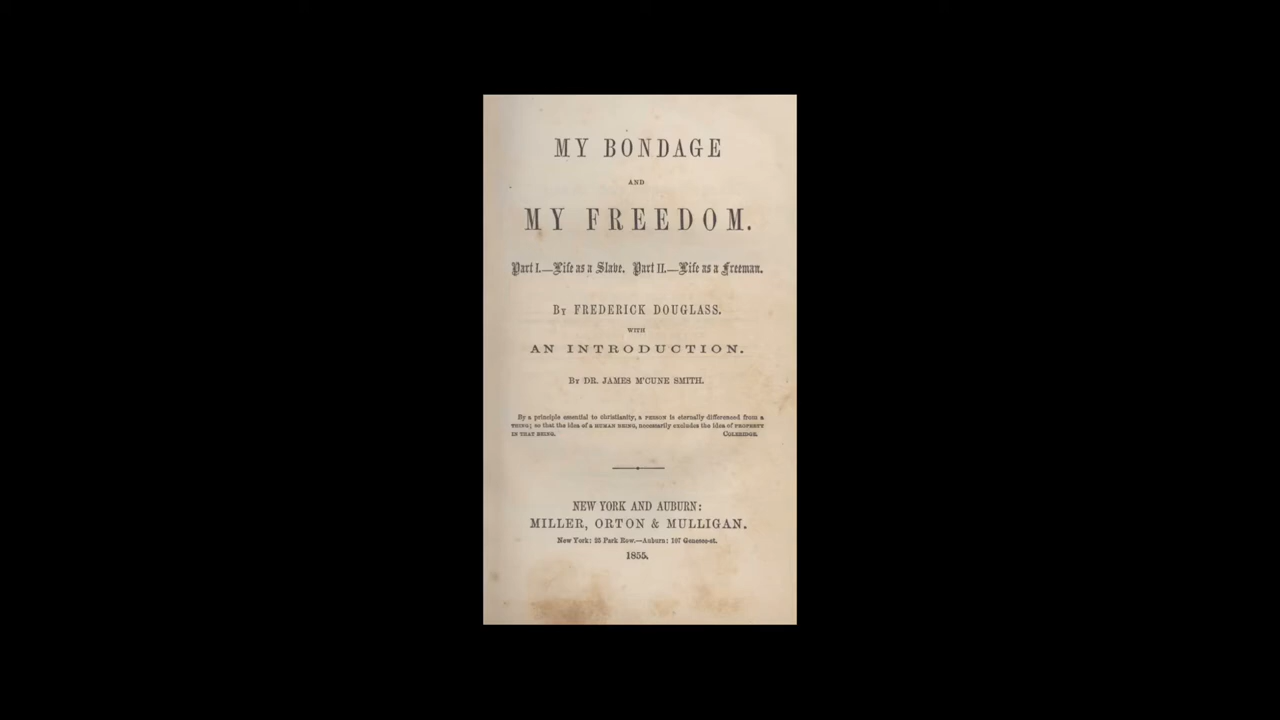 MY BONDAGE
AND
MY FREEDOM.
Part I.—Life as a Slave. Part II.—Life as a Freeman.
By FREDERICK DOUGLASS.
WITH
AN INTRODUCTION.
By DR. JAMES M'CUNE SMITH.
By a principle essential to christianity, a PERSON is eternally differenced from a
THING; so that the idea of a HUMAN BEING, necessarily excludes the idea of PROPERTY
IN THAT BEING. COLERIDGE.
NEW YORK AND AUBURN:
MILLER, ORTON & MULLIGAN.
New York: 25 Park Row.—Auburn: 107 Genesee-st.
1855.